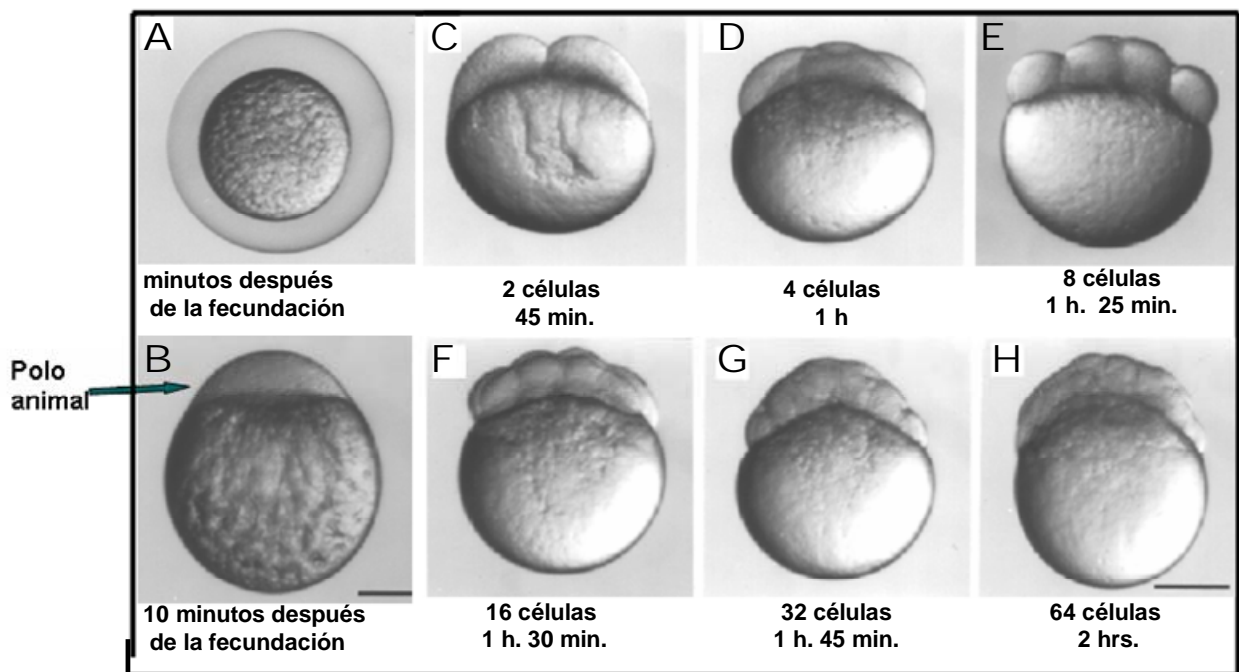 A
C
D
E
minutos después
de la fecundación
2 células
45 min.
4 células
1 h
8 células
1 h. 25 min.
Polo
animal
B
F
G
H
10 minutos después
de la fecundación
16 células
1 h. 30 min.
32 células
1 h. 45 min.
64 células
2 hrs.